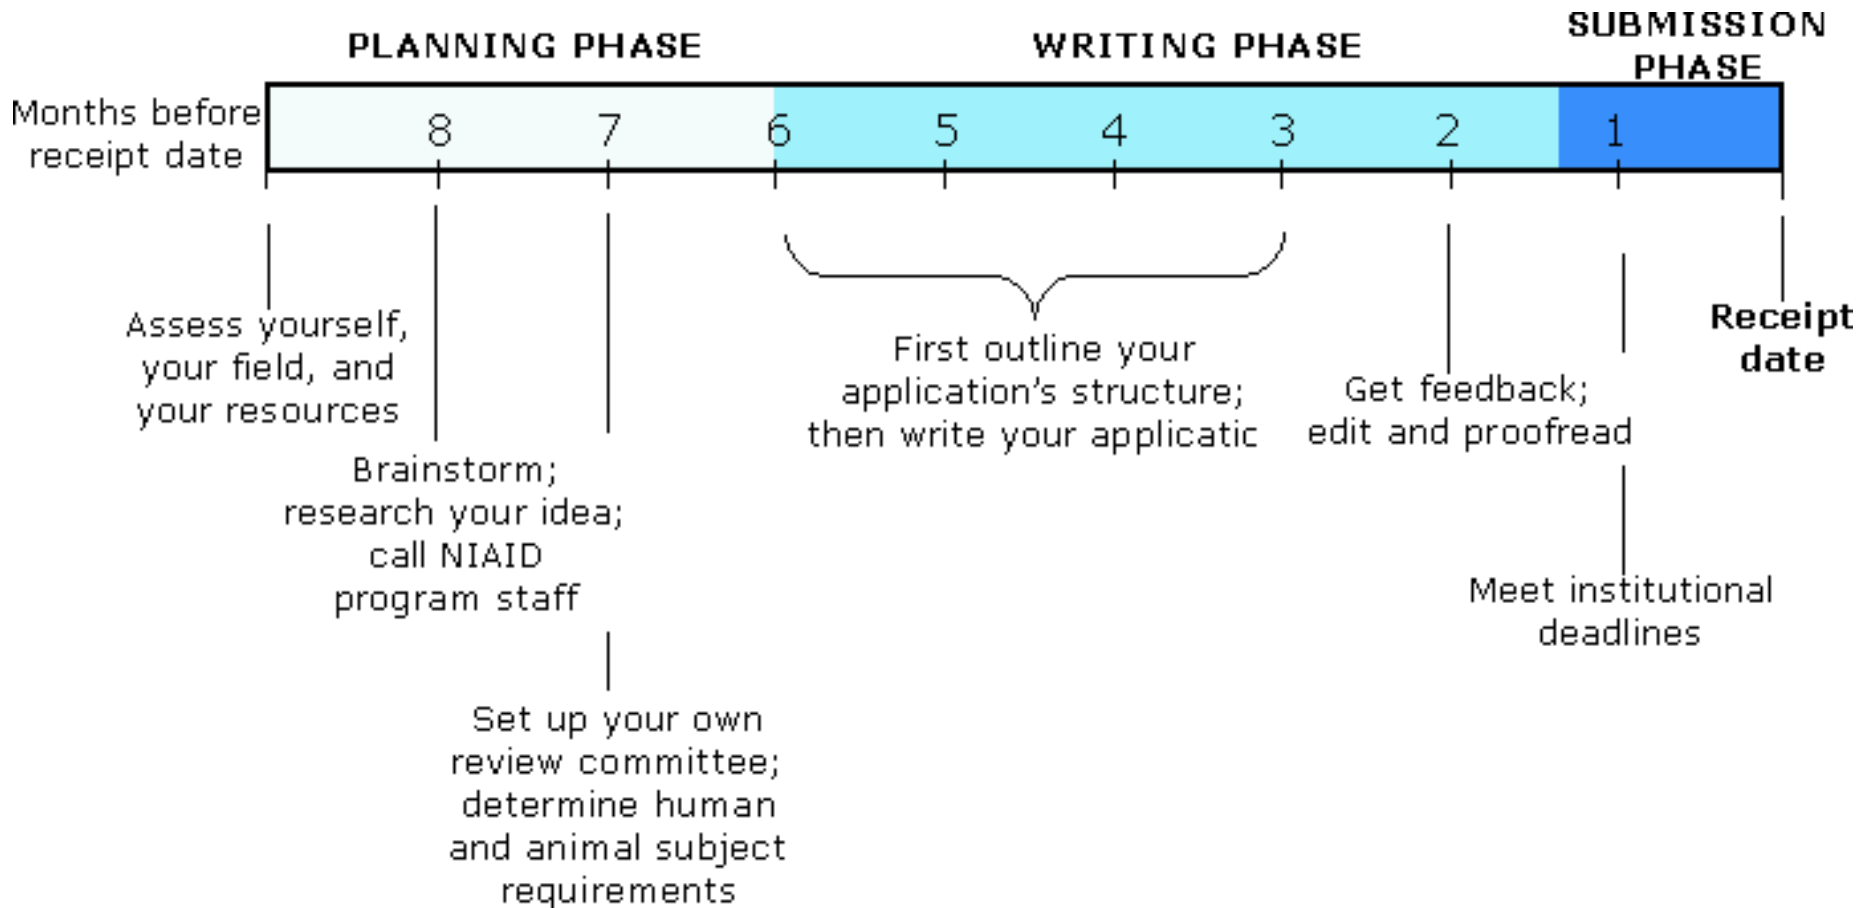 PLANNING PHASE
WRITING PHASE
SUBMISSION
PHASE
Months before
receipt date
8 7 6 5 4 3 2 1
Assess yourself,
your field, and
your resources
Brainstorm;
research your idea;
call NIAID
program staff
Set up your own
review committee;
determine human
and animal subject
requirements
First outline your
application's structure;
then write your applicatic
Get feedback;
edit and proofread
Meet institutional
deadlines
Receipt
date